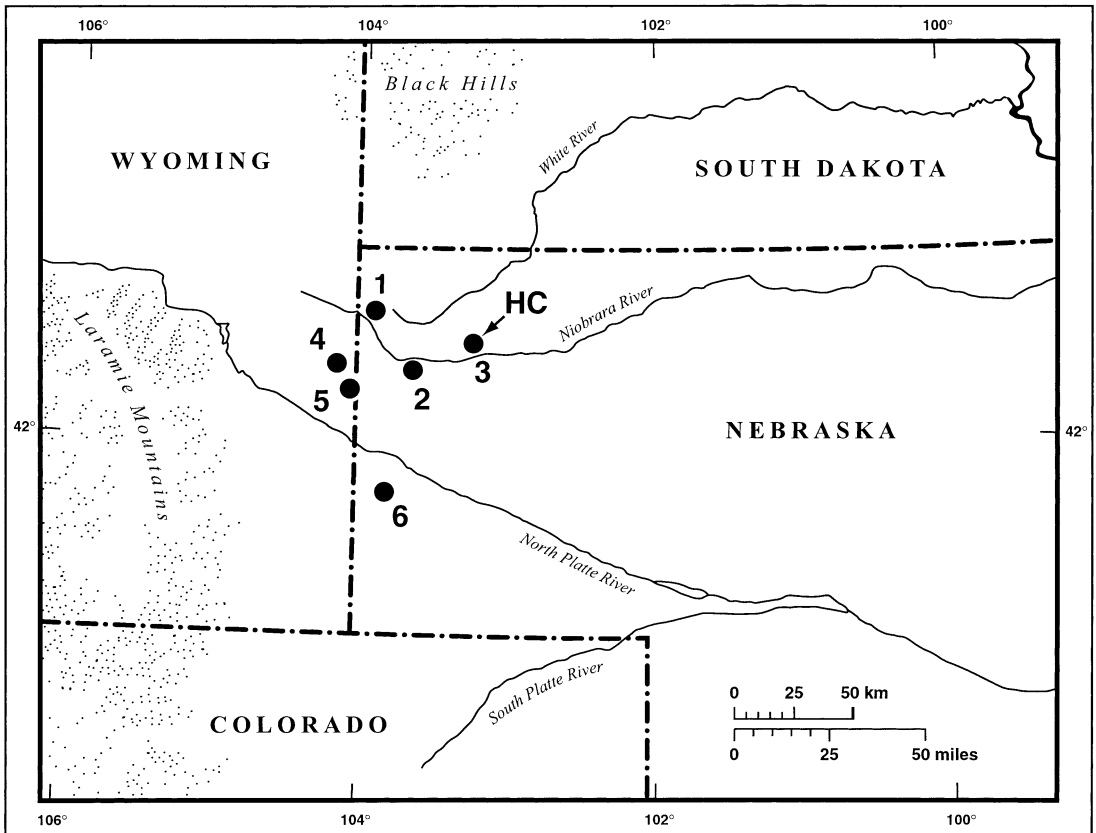 106° 104° 102° 100°
Black Hills
WYOMING
White River
SOUTH DAKOTA
1
HC
Niobrara River
4
3
2
5
Laramie Mountains
42° 42°
NEBRASKA
6
North Platte River
South Platte River
COLORADO
0 25 50 km
0 25 50 miles
106° 104° 102° 100°